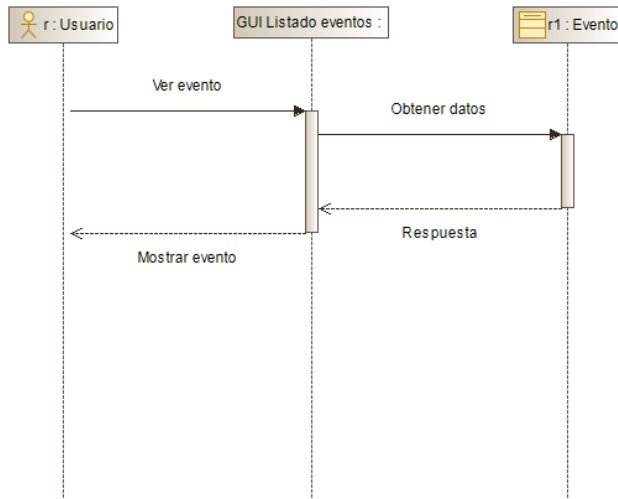 r : Usuario
GUI Listado eventos :
r1 : Evento
Ver evento
Obtener datos
Respuesta
Mostrar evento